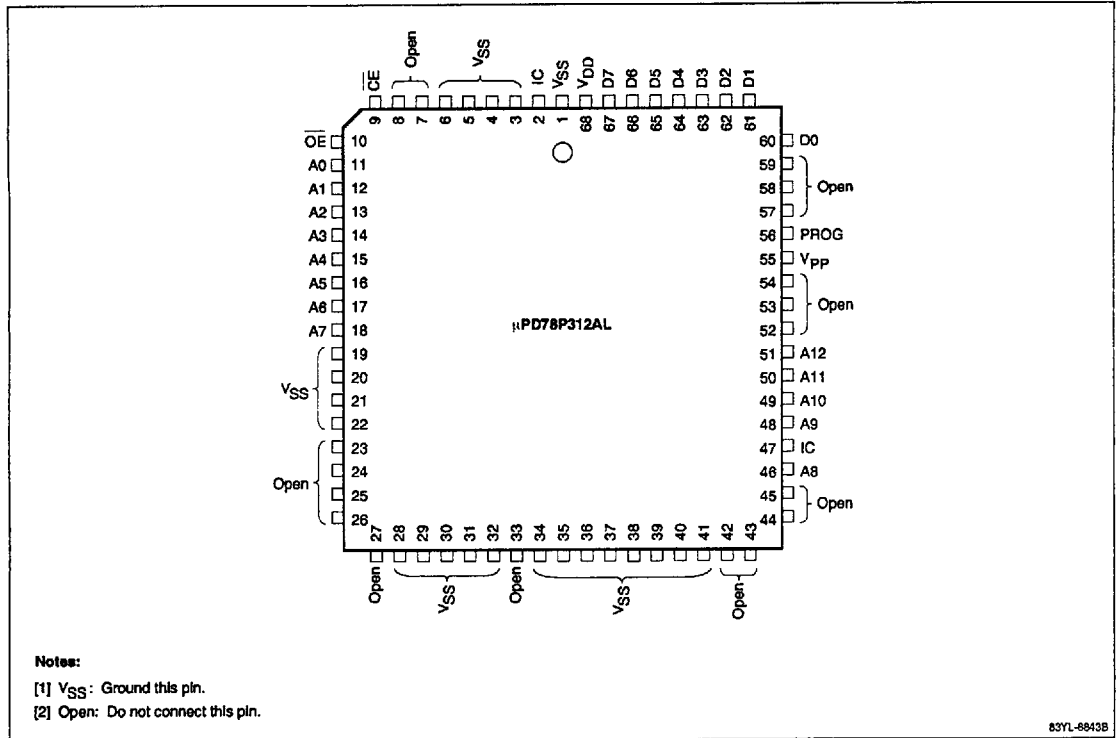 CE Open VSS IC VSS VDD D7 D6 D5 D4 D3 D2 D1
9 8 7 6 5 4 3 2 1 68 67 66 65 64 63 62 61
OE 10 60 D0
A0 11 59
A1 12 58 Open
A2 13 57
A3 14 56 PROG
A4 15 55 VPP
A5 16 54
A6 17 53 Open
A7 18 µPD78P312AL 52
19 51 A12
VSS 20 50 A11
21 49 A10
22 48 A9
23 47 IC
Open 24 46 A8
25 45 Open
26 44
27 28 29 30 31 32 33 34 35 36 37 38 39 40 41 42 43
Open VSS Open VSS Open
Notes:
[1] VSS: Ground this pin.
[2] Open: Do not connect this pin.
83YL-6843B